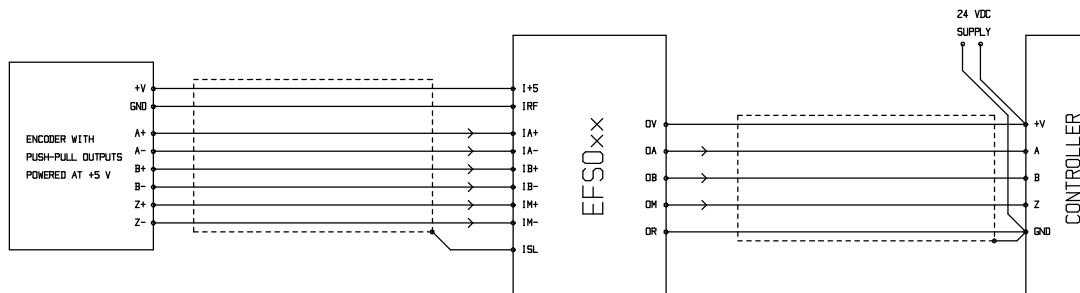 24 VDC
SUPPLY
ENCODER WITH
PUSH-PULL OUTPUTS
POWERED AT +5 V
+V
GND
A+
A-
B+
B-
Z+
Z-
I+5
IRF
IA+
IA-
IB+
IB-
IM+
IM-
ISL
EFSOxx
OV
OA
OB
OM
OR
+V
A
B
Z
GND
CONTROLLER